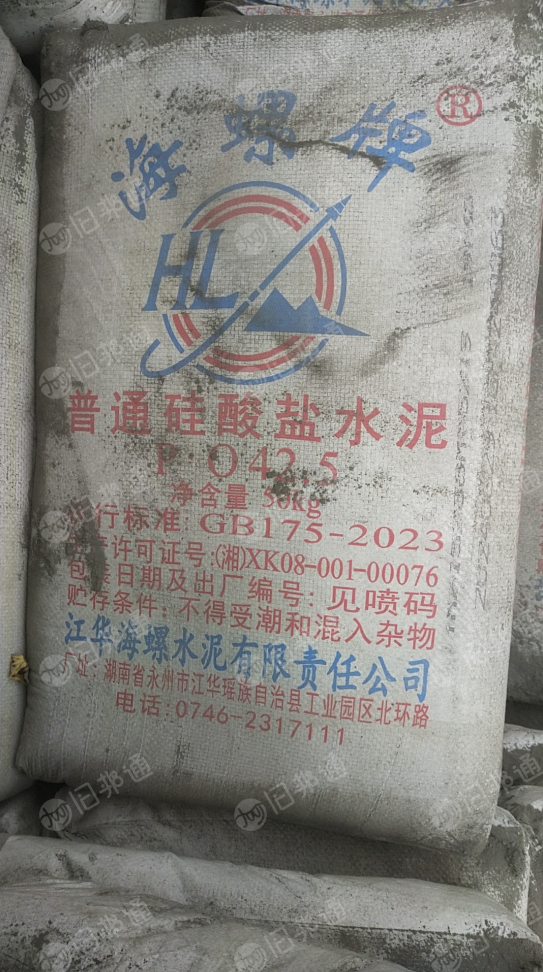 海螺牌®
HL
普通硅酸盐水泥
P·O42.5
净含量 50kg
执行标准:GB175-2023
生产许可证号:(湘)XK08-001-00076
包装日期及出厂编号:见喷码
贮存条件:不得受潮和混入杂物
江华海螺水泥有限责任公司
厂址:湖南省永州市江华瑶族自治县工业园区北环路
电话:0746-2317111
旧邦通